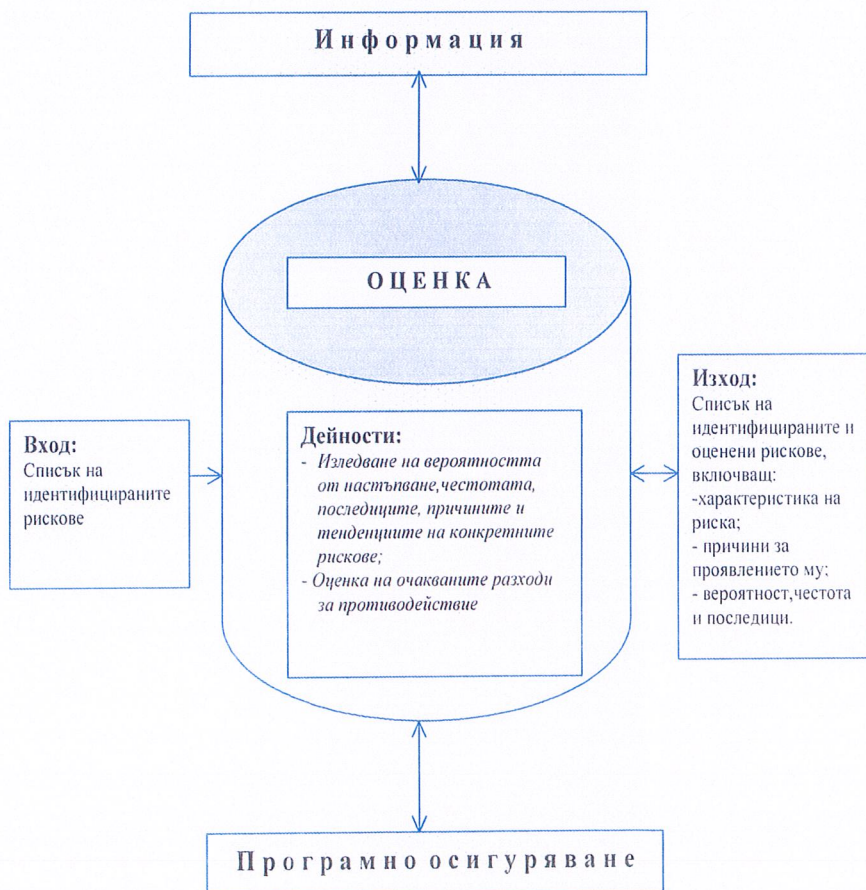 Информация
ОЦЕНКА
Вход:
Списък на
идентифицираните
рискове
Дейности:
- Изледване на вероятността
от настъпване,честотата,
последиците, причините и
тенденциите на конкретните
рискове;
- Оценка на очакваните разходи
за противодействие
Изход:
Списък на
идентифицираните и
оценени рискове,
включващ:
-характеристика на
риска;
- причини за
проявлението му;
- вероятност,честота
и последици.
Програмно осигуряване